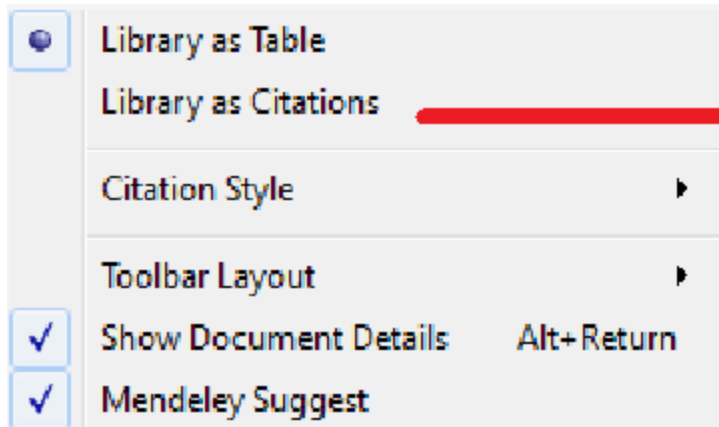 Library as Table
Library as Citations
Citation Style
Toolbar Layout
Show Document Details Alt+Return
Mendeley Suggest